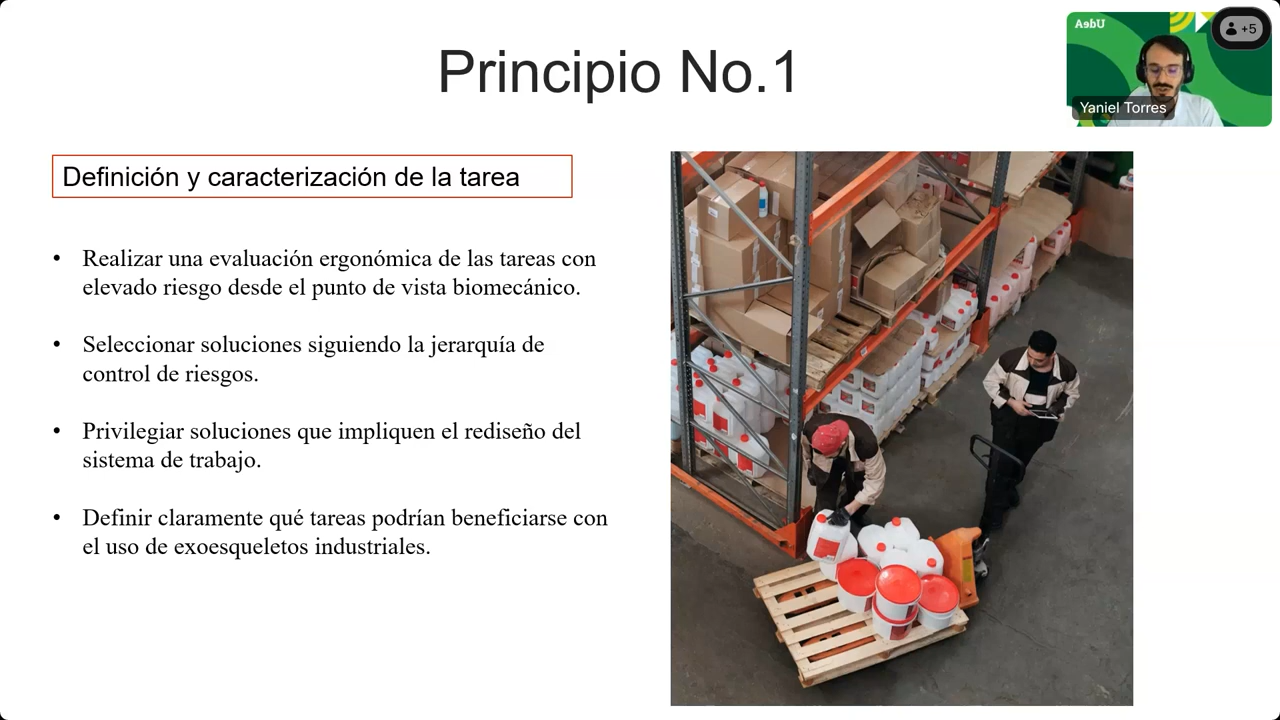 Principio No.1
UdeA
+5
Yaniel Torres
Definición y caracterización de la tarea
• Realizar una evaluación ergonómica de las tareas con
elevado riesgo desde el punto de vista biomecánico.
• Seleccionar soluciones siguiendo la jerarquía de
control de riesgos.
• Privilegiar soluciones que impliquen el rediseño del
sistema de trabajo.
• Definir claramente qué tareas podrían beneficiarse con
el uso de exoesqueletos industriales.